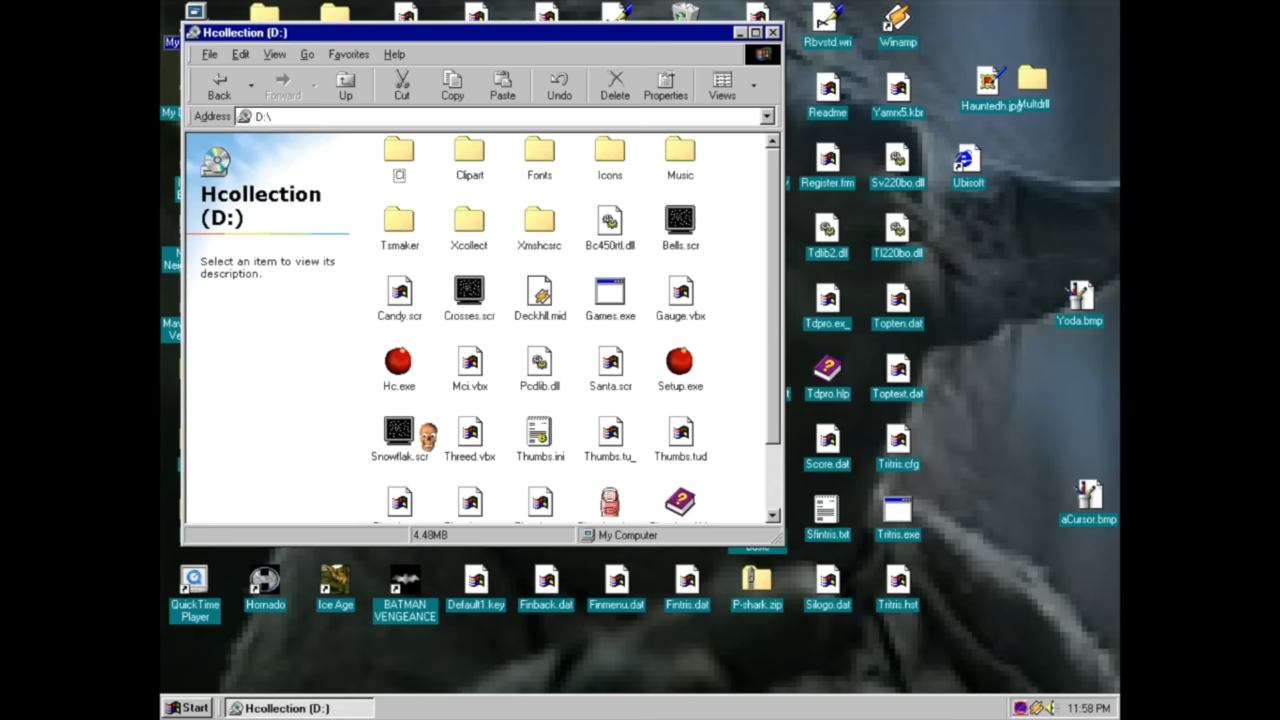 Hcollection (D:)
File Edit View Go Favorites Help
Back Forward Up Cut Copy Paste Undo Delete Properties Views
Address D:\
Hcollection
(D:)
Select an item to view its
description.
Clipart Fonts Icons Music
Tsmaker Xcollect Xmshcsrc Bc450rtl.dll Bells.scr
Candy.scr Crosses.scr Deckhll.mid Games.exe Gauge.vbx
Hc.exe Mci.vbx Pcdlib.dll Santa.scr Setup.exe
Snowflak.scr Threed.vbx Thumbs.ini Thumbs.tu_ Thumbs.tud
4.48MB My Computer
My
Rbvstd.wri Winamp
Readme Yamrx5.kbr Hauntedh.jpg Multdrll
Register.frm Sv220bo.dll Ubisoft
Tdlib2.dll Tl220bo.dll
Tdpro.ex_ Topten.dat Yoda.bmp
Tdpro.hlp Toptext.dat
Score.dat Tritris.cfg
Sfintris.txt Tritris.exe aCursor.bmp
QuickTime
Player
Homado Ice Age BATMAN
VENGEANCE
Default1.key Finback.dat Finmenu.dat Fintris.dat P-shark.zip Silogo.dat Tritris.hst
Start Hcollection (D:) 11:58 PM